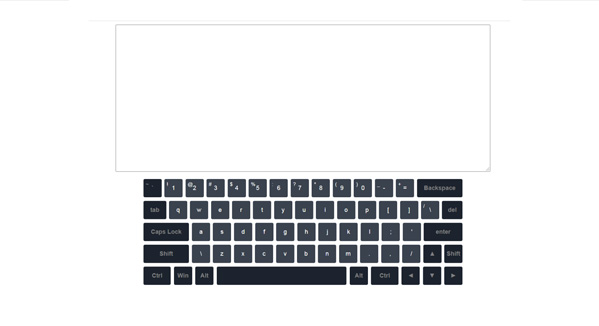 ` 1 2 3 4 5 6 7 8 9 0 - = Backspace
tab q w e r t y u i o p [ ] \ del
Caps Lock a s d f g h j k l ; ' enter
Shift \ z x c v b n m . , / ▲ Shift
Ctrl Win Alt Alt Ctrl ◄ ▼ ►